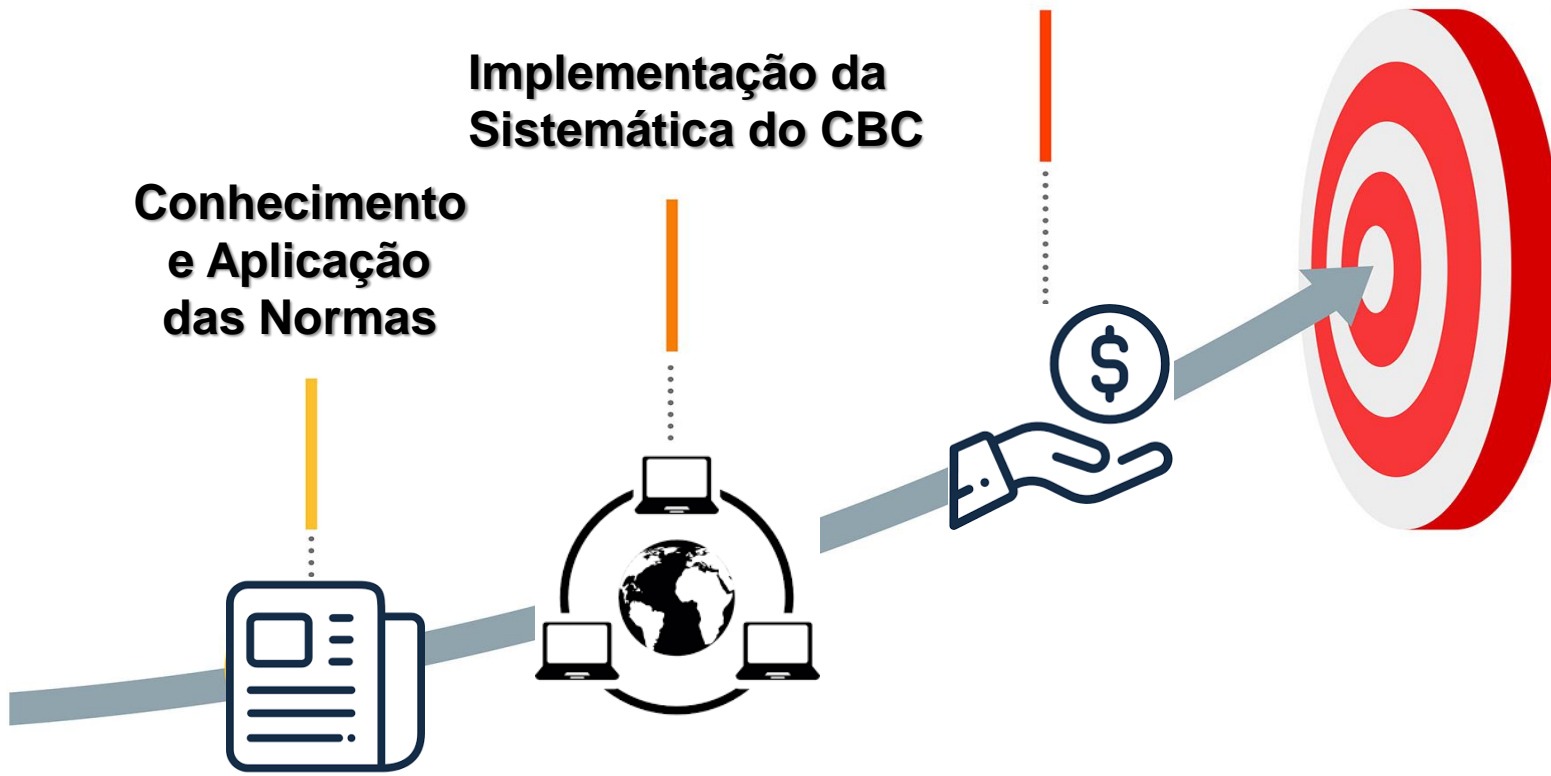 Conhecimento
e Aplicação
das Normas
Implementação da
Sistemática do CBC
$